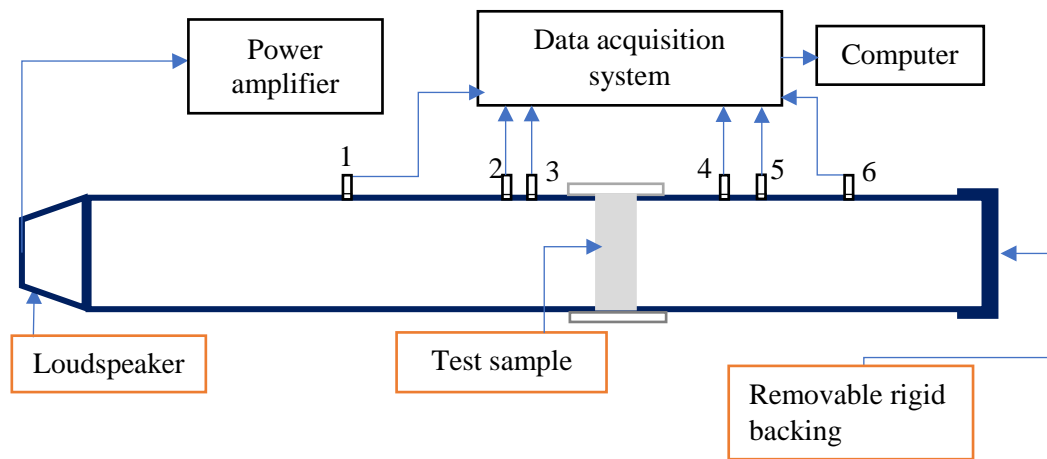 Power
amplifier
Data acquisition
system
Computer
1
2
3
4
5
6
Loudspeaker
Test sample
Removable rigid
backing